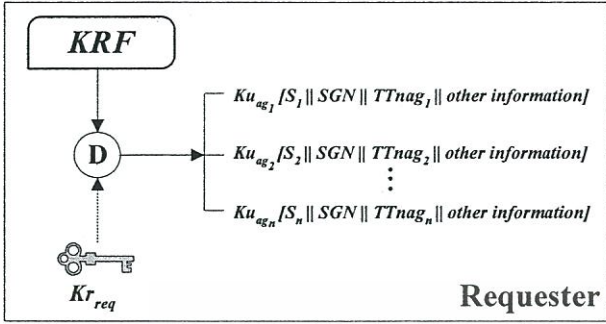 KRF
Ku_ag1 [S_1 || SGN || TTnag_1 || other information]
D
Ku_ag2 [S_2 || SGN || TTnag_2 || other information]
Ku_agn [S_n || SGN || TTnag_n || other information]
Kr_req
Requester